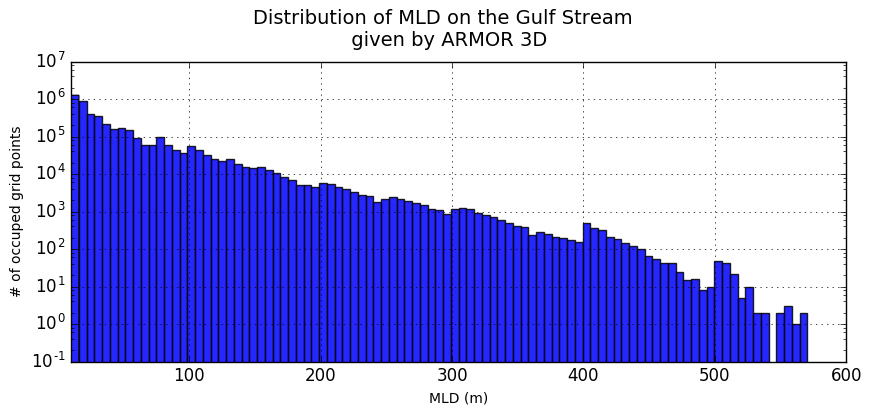 Distribution of MLD on the Gulf Stream
given by ARMOR 3D
10^7
10^6
10^5
10^4
10^3
10^2
10^1
10^0
10^-1
# of occuped grid points
100 200 300 400 500 600
MLD (m)